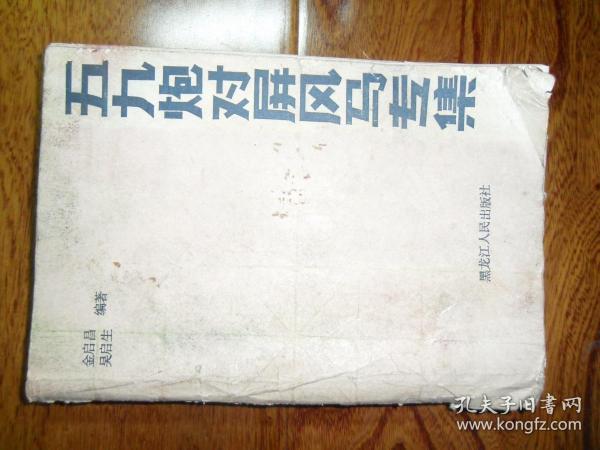 五九炮对屏风马专集
金启昌
吴启生
编著
黑龙江人民出版社
孔夫子旧書网
www.kongfz.com